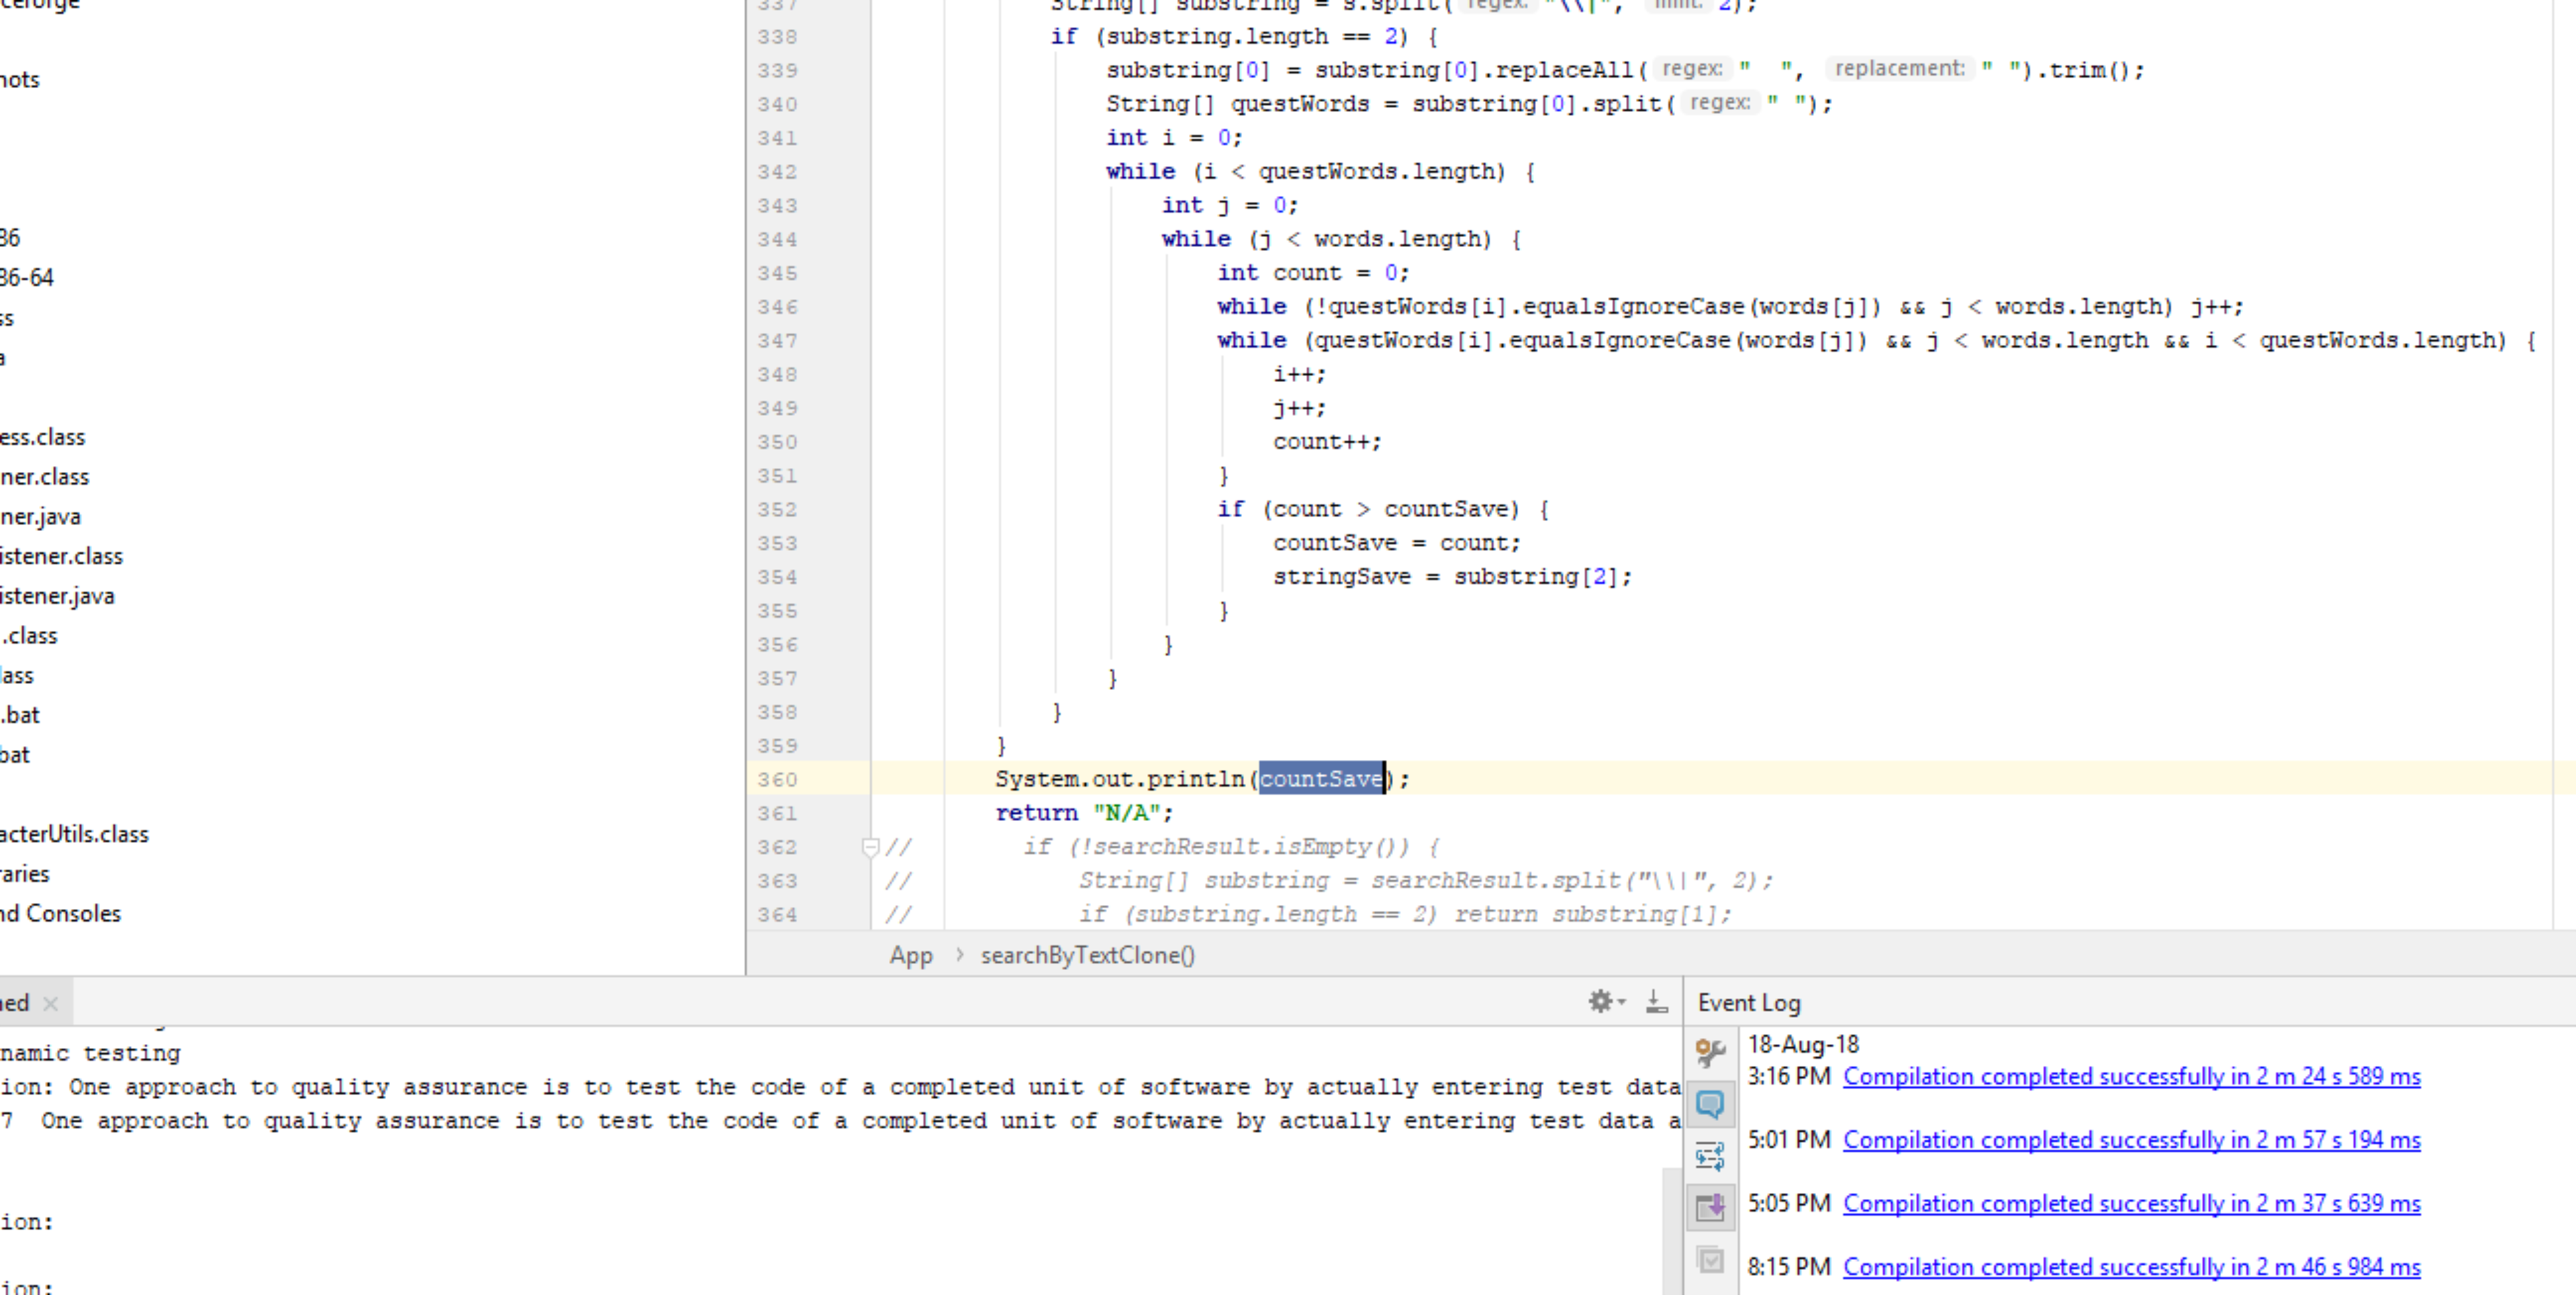 ceforge
nots
86
86-64
ss
a
ess.class
ner.class
ner.java
istener.class
istener.java
.class
lass
.bat
bat
acterUtils.class
raries
nd Consoles
337 String[] substring = s.split( regex: "\\|", limit: 2);
338 if (substring.length == 2) {
339 substring[0] = substring[0].replaceAll( regex: "  ", replacement: " ").trim();
340 String[] questWords = substring[0].split( regex: " ");
341 int i = 0;
342 while (i < questWords.length) {
343 int j = 0;
344 while (j < words.length) {
345 int count = 0;
346 while (!questWords[i].equalsIgnoreCase(words[j]) && j < words.length) j++;
347 while (questWords[i].equalsIgnoreCase(words[j]) && j < words.length && i < questWords.length) {
348 i++;
349 j++;
350 count++;
351 }
352 if (count > countSave) {
353 countSave = count;
354 stringSave = substring[2];
355 }
356 }
357 }
358 }
359 }
360 System.out.println(countSave);
361 return "N/A";
362 // if (!searchResult.isEmpty()) {
363 // String[] substring = searchResult.split("\\|", 2);
364 // if (substring.length == 2) return substring[1];
App › searchByTextClone()
ned ×
namic testing
ion: One approach to quality assurance is to test the code of a completed unit of software by actually entering test data
7  One approach to quality assurance is to test the code of a completed unit of software by actually entering test data a
ion:
ion:
Event Log
18-Aug-18
3:16 PM Compilation completed successfully in 2 m 24 s 589 ms
5:01 PM Compilation completed successfully in 2 m 57 s 194 ms
5:05 PM Compilation completed successfully in 2 m 37 s 639 ms
8:15 PM Compilation completed successfully in 2 m 46 s 984 ms